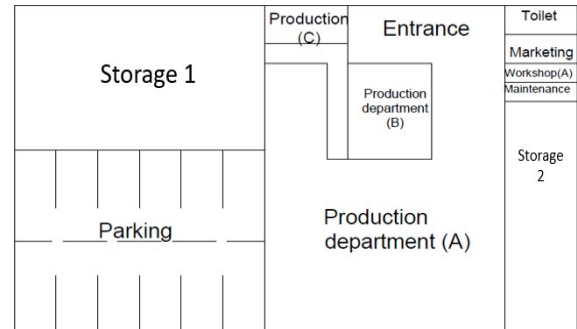 Production
(C)
Entrance
Toilet
Marketing
Workshop(A)
Maintenance
Storage 1
Production
department
(B)
Storage
2
Parking
Production
department (A)